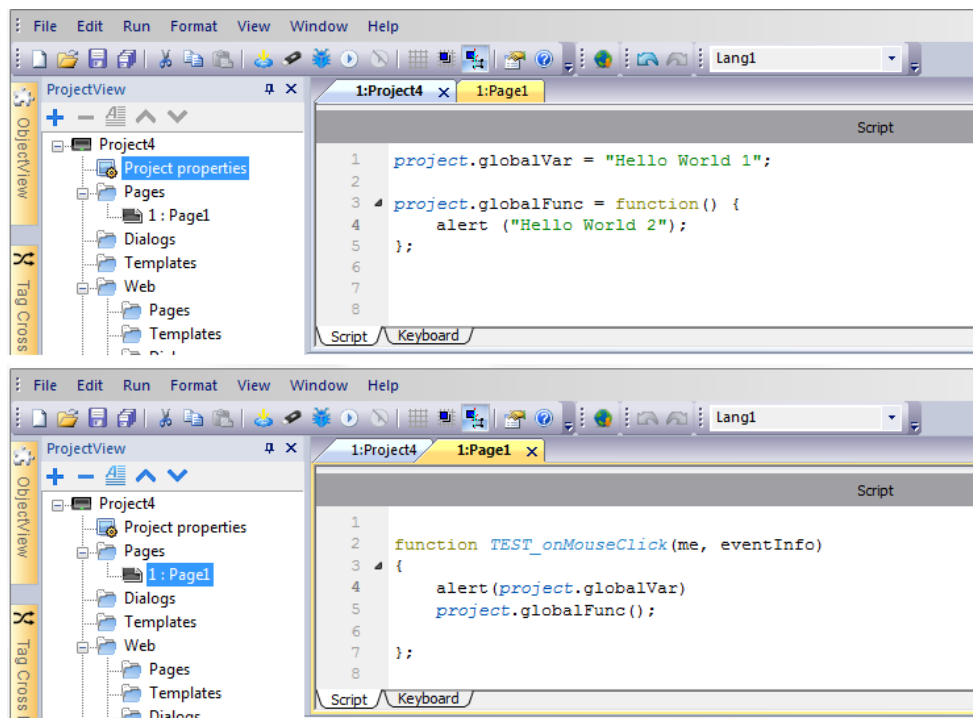 File Edit Run Format View Window Help
Lang1
ProjectView
1:Project4 1:Page1
ObjectView
Tag Cross
Project4
Project properties
Pages
1 : Page1
Dialogs
Templates
Web
Pages
Templates
Script
1 project.globalVar = "Hello World 1";
2
3 project.globalFunc = function() {
4 alert ("Hello World 2");
5 };
6
7
8
Script Keyboard
File Edit Run Format View Window Help
Lang1
ProjectView
1:Project4 1:Page1
ObjectView
Tag Cross
Project4
Project properties
Pages
1 : Page1
Dialogs
Templates
Web
Pages
Templates
Dialogs
Script
1
2 function TEST_onMouseClick(me, eventInfo)
3 {
4 alert(project.globalVar)
5 project.globalFunc();
6
7 };
8
Script Keyboard